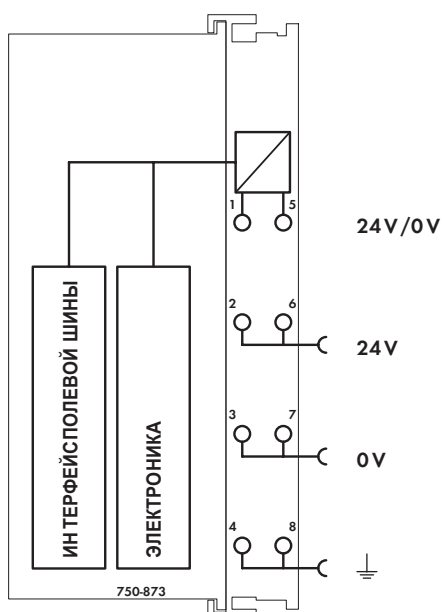 1 5
24V/0V
2 6
24V
3 7
0V
4 8
ИНТЕРФЕЙС ПОЛЕВОЙ ШИНЫ
ЭЛЕКТРОНИКА
750-873